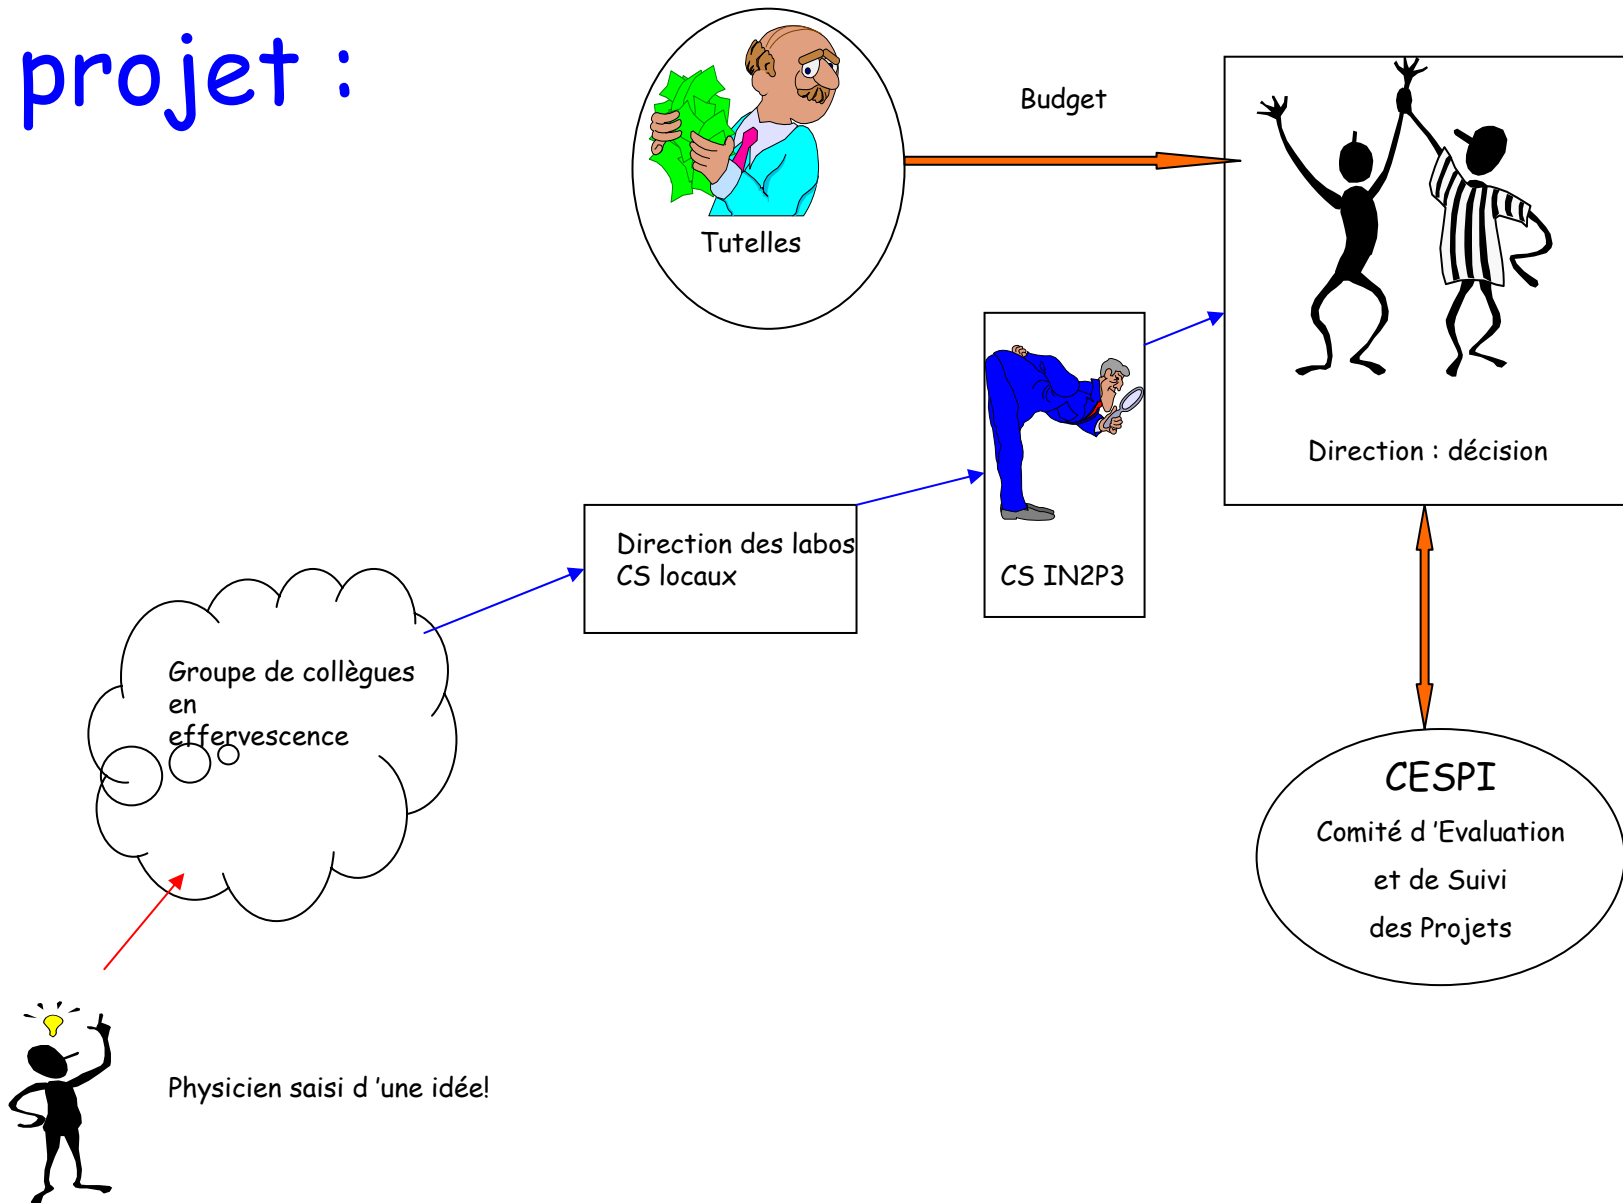 projet :
Budget
Tutelles
Direction : décision
Direction des labos
CS locaux
CS IN2P3
Groupe de collègues
en
effervescence
CESPI
Comité d ’Evaluation
et de Suivi
des Projets
Physicien saisi d ’une idée!